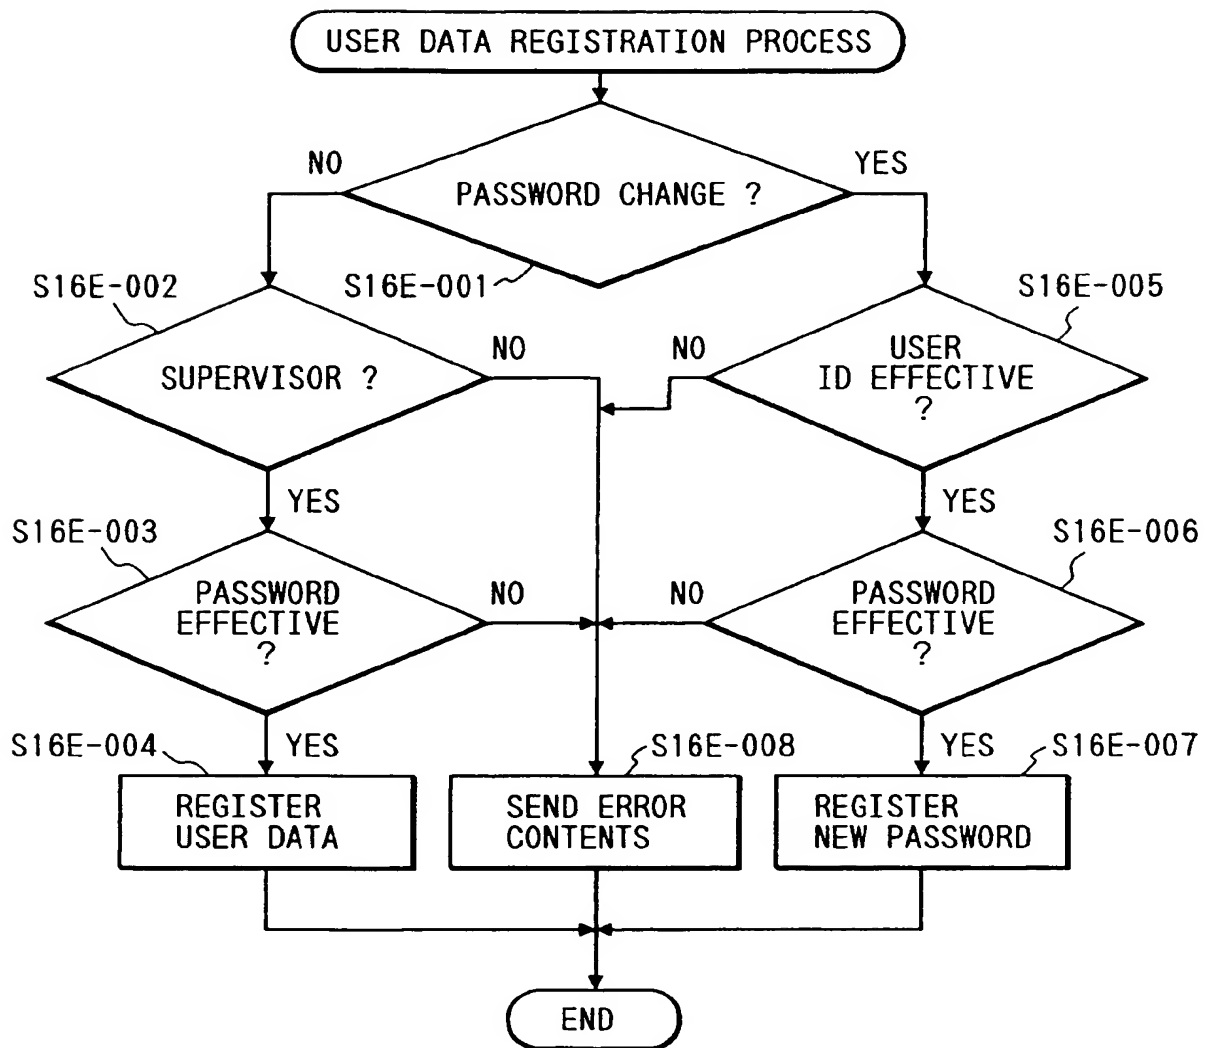 USER DATA REGISTRATION PROCESS
NO
YES
PASSWORD CHANGE ?
S16E-001
S16E-002
S16E-005
SUPERVISOR ?
NO
NO
USER
ID EFFECTIVE
?
YES
YES
S16E-003
S16E-006
PASSWORD
EFFECTIVE
?
NO
NO
PASSWORD
EFFECTIVE
?
S16E-004
YES
S16E-008
YES
S16E-007
REGISTER
USER DATA
SEND ERROR
CONTENTS
REGISTER
NEW PASSWORD
END